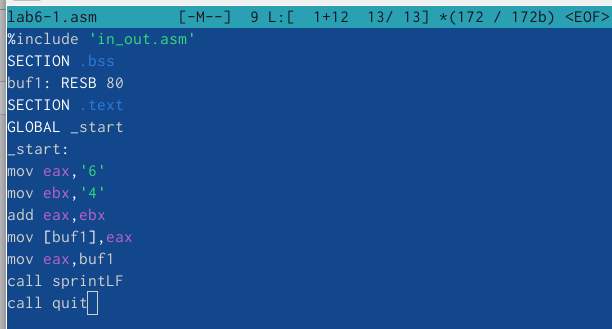 lab6-1.asm [-M--] 9 L:[ 1+12 13/ 13] *(172 / 172b) <EOF>
%include 'in_out.asm'
SECTION .bss
buf1: RESB 80
SECTION .text
GLOBAL _start
_start:
mov eax,'6'
mov ebx,'4'
add eax,ebx
mov [buf1],eax
mov eax,buf1
call sprintLF
call quit